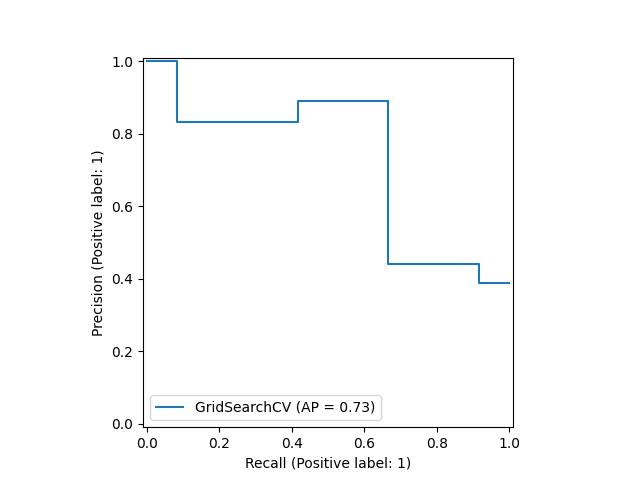 1.0
0.8
0.6
0.4
0.2
0.0
Precision (Positive label: 1)
GridSearchCV (AP = 0.73)
0.0 0.2 0.4 0.6 0.8 1.0
Recall (Positive label: 1)